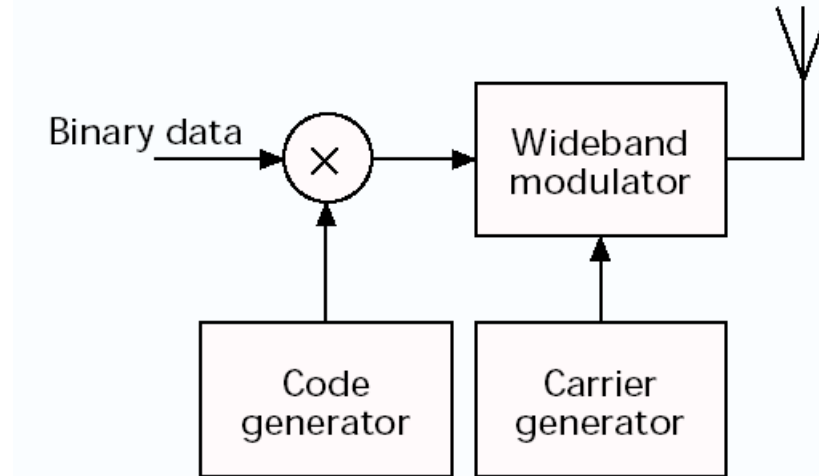 Binary data
Wideband
modulator
Code
generator
Carrier
generator